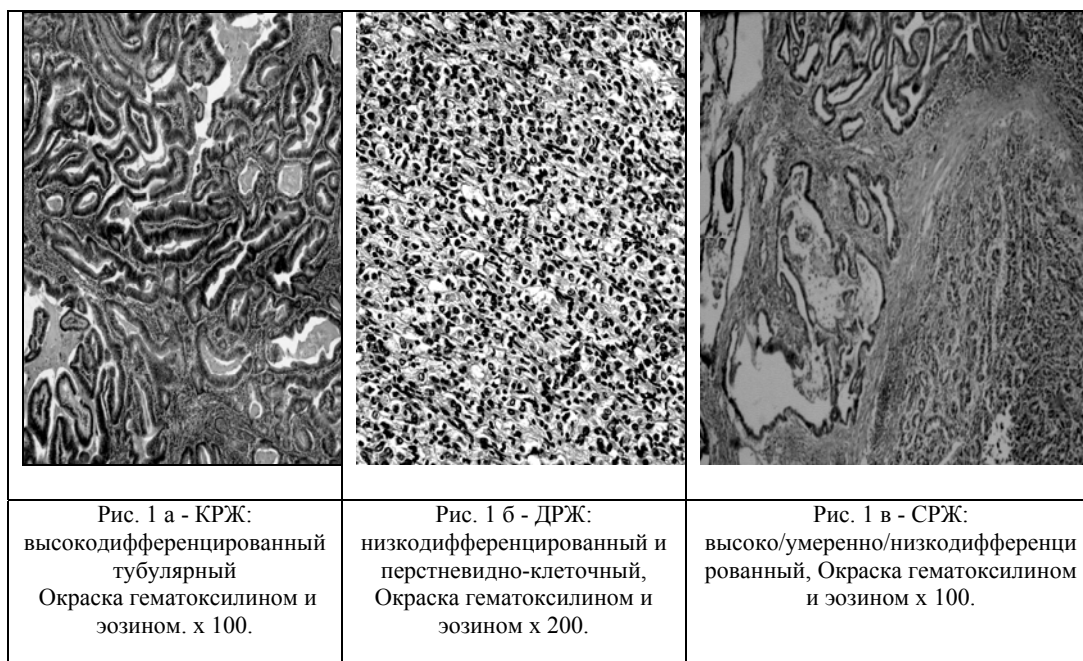 Рис. 1 а - КРЖ:
высокодифференцированный
тубулярный
Окраска гематоксилином и
эозином. х 100.
Рис. 1 б - ДРЖ:
низкодифференцированный и
перстневидно-клеточный,
Окраска гематоксилином и
эозином х 200.
Рис. 1 в - СРЖ:
высоко/умеренно/низкодифференци
рованный, Окраска гематоксилином
и эозином х 100.